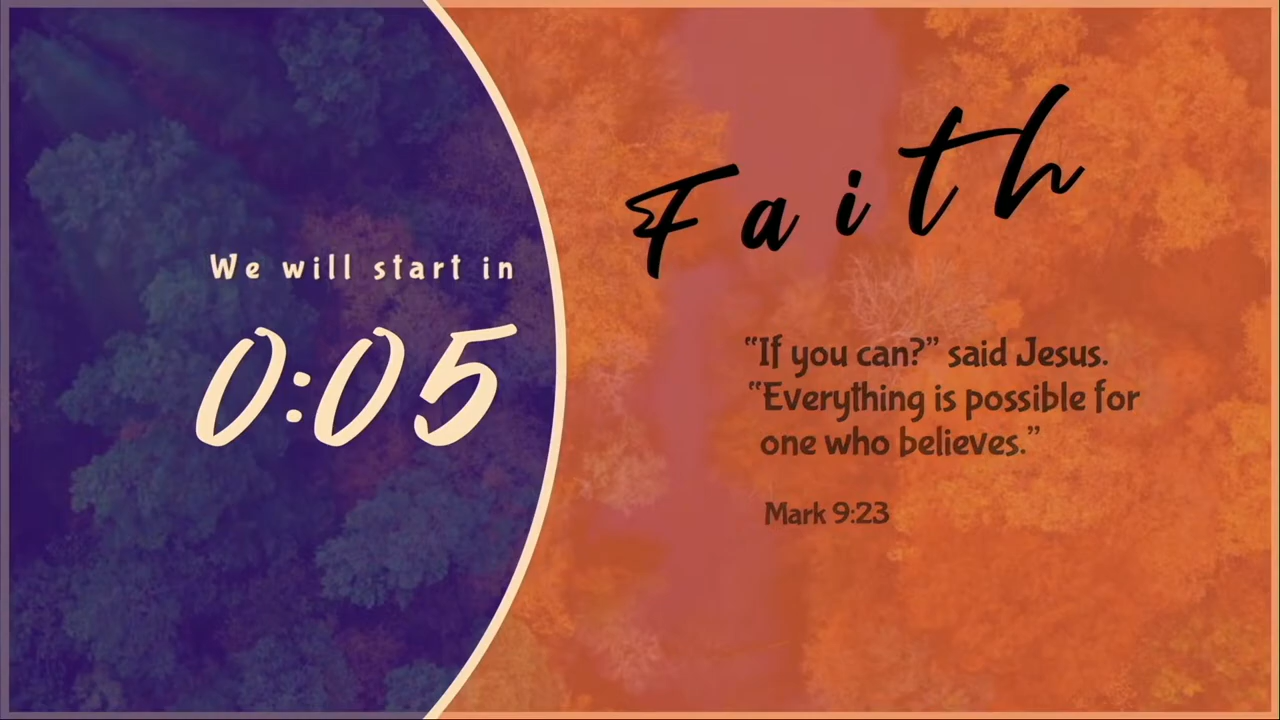 We will start in
0:05
Faith
“If you can?” said Jesus.
“Everything is possible for
one who believes.”
Mark 9:23